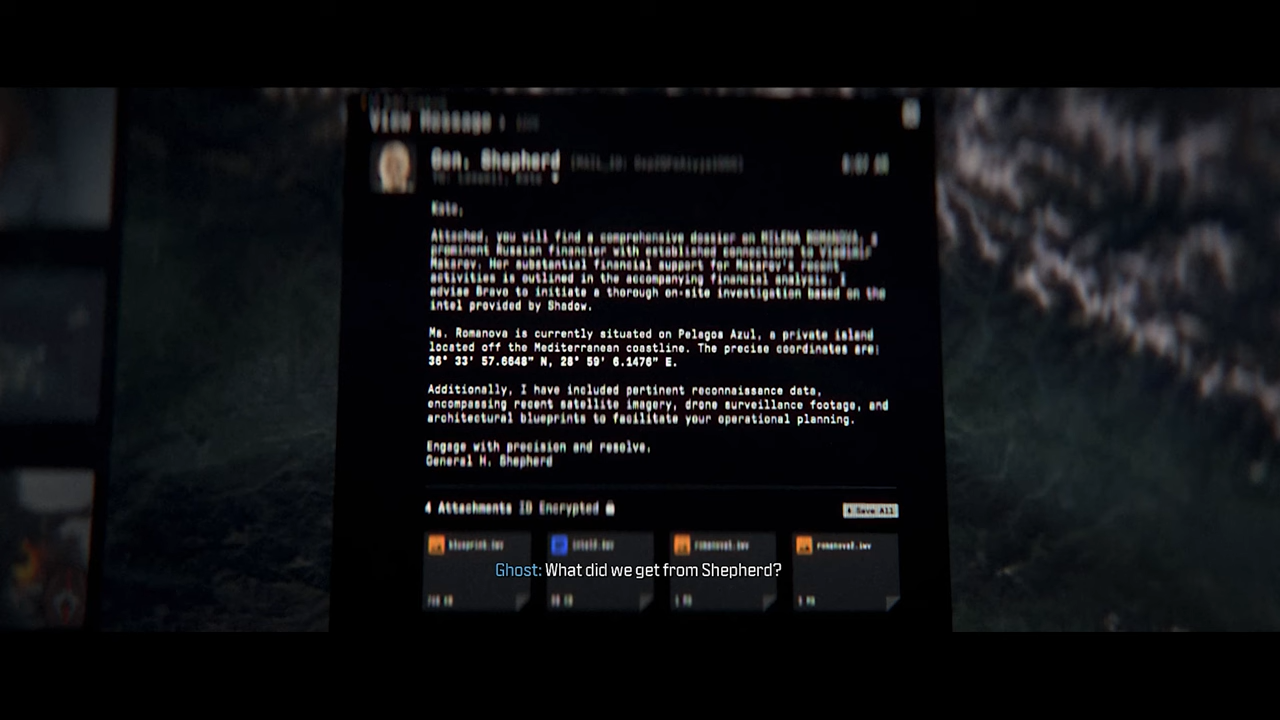 View Message
Gen. Shepherd
Kate,
Attached, you will find a comprehensive dossier on MILENA ROMANOVA, a
prominent Russian financier with established connections to Vladimir
Makarov. Her substantial financial support for Makarov's recent
activities is outlined in the accompanying financial analysis. I
advise Bravo to initiate a thorough on-site investigation based on the
intel provided by Shadow.
Ms. Romanova is currently situated on Pelagos Azul, a private island
located off the Mediterranean coastline. The precise coordinates are:
36° 33' 57.6648" N, 28° 59' 6.1476" E.
Additionally, I have included pertinent reconnaissance data,
encompassing recent satellite imagery, drone surveillance footage, and
architectural blueprints to facilitate your operational planning.
Engage with precision and resolve.
General H. Shepherd
4 Attachments ID Encrypted
Save All
blueprint.iwv
romanova2.iwv
Ghost: What did we get from Shepherd?